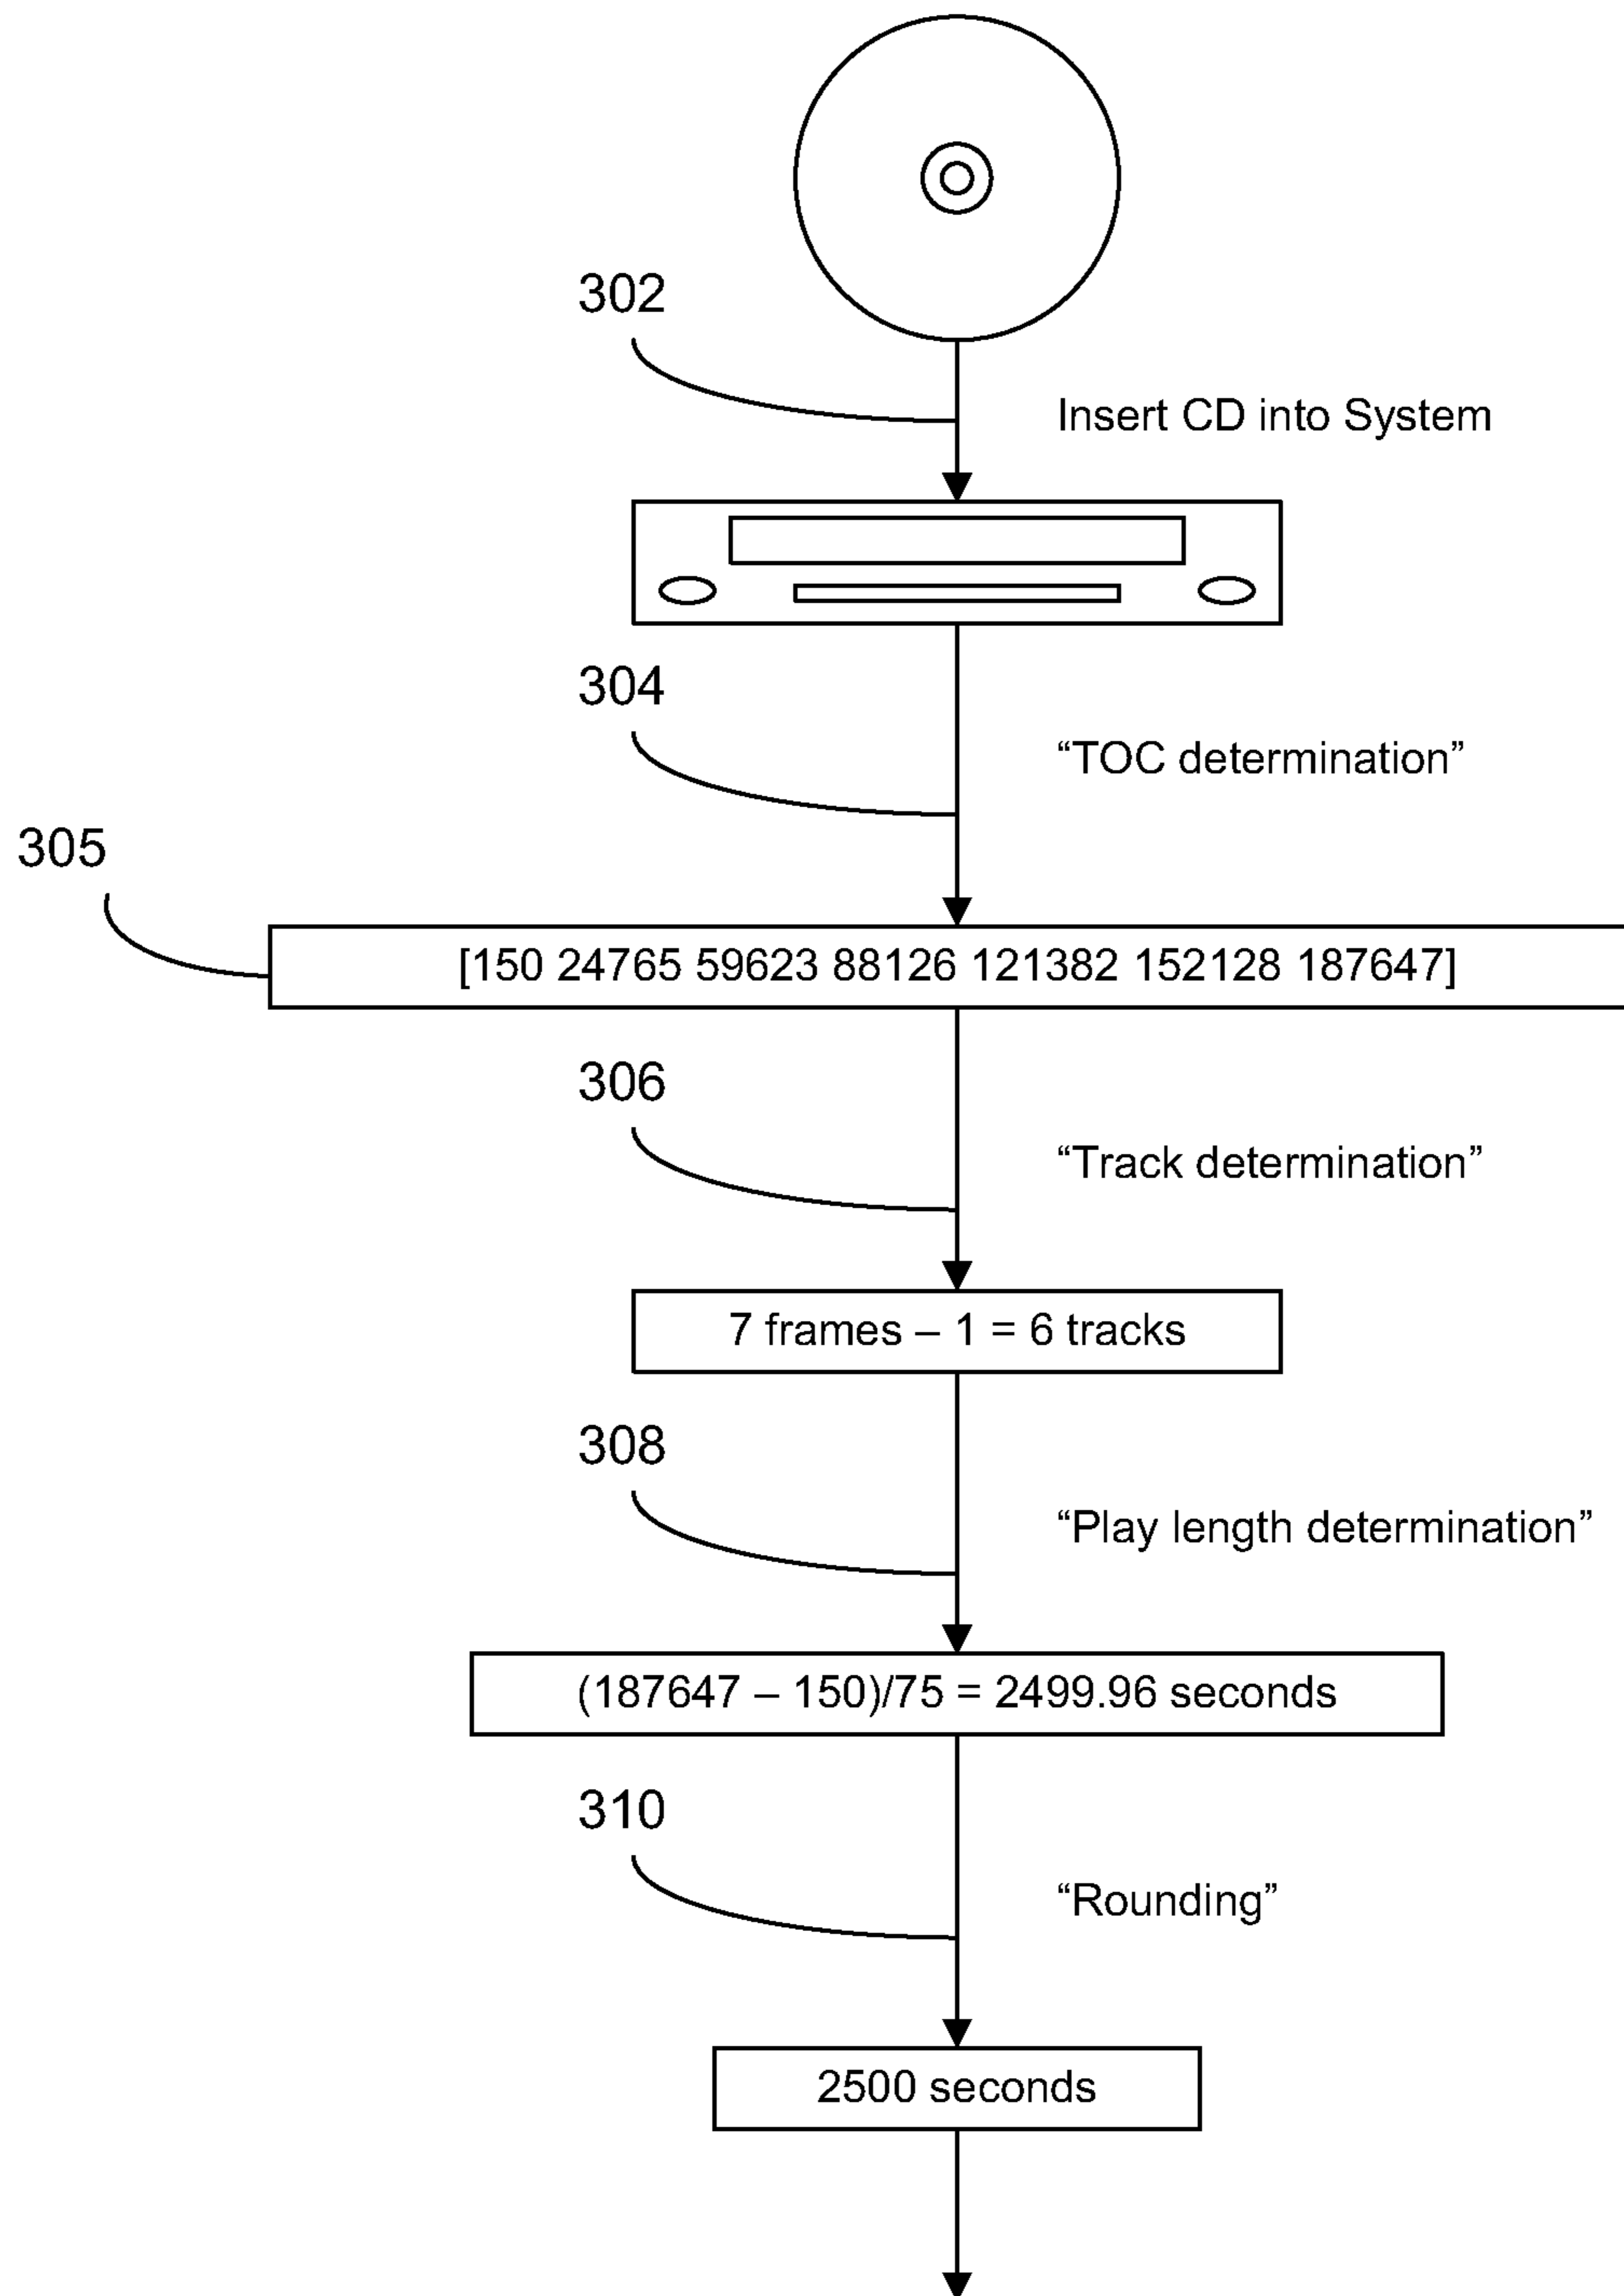 302
Insert CD into System
304
“TOC determination”
305
[150 24765 59623 88126 121382 152128 187647]
306
“Track determination”
7 frames – 1 = 6 tracks
308
“Play length determination”
(187647 – 150)/75 = 2499.96 seconds
310
“Rounding”
2500 seconds